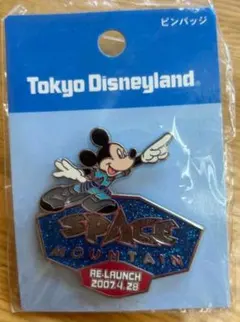 ピンバッジ
Tokyo Disneyland®
SPACE
MOUNTAIN
RE-LAUNCH
2007.4.28